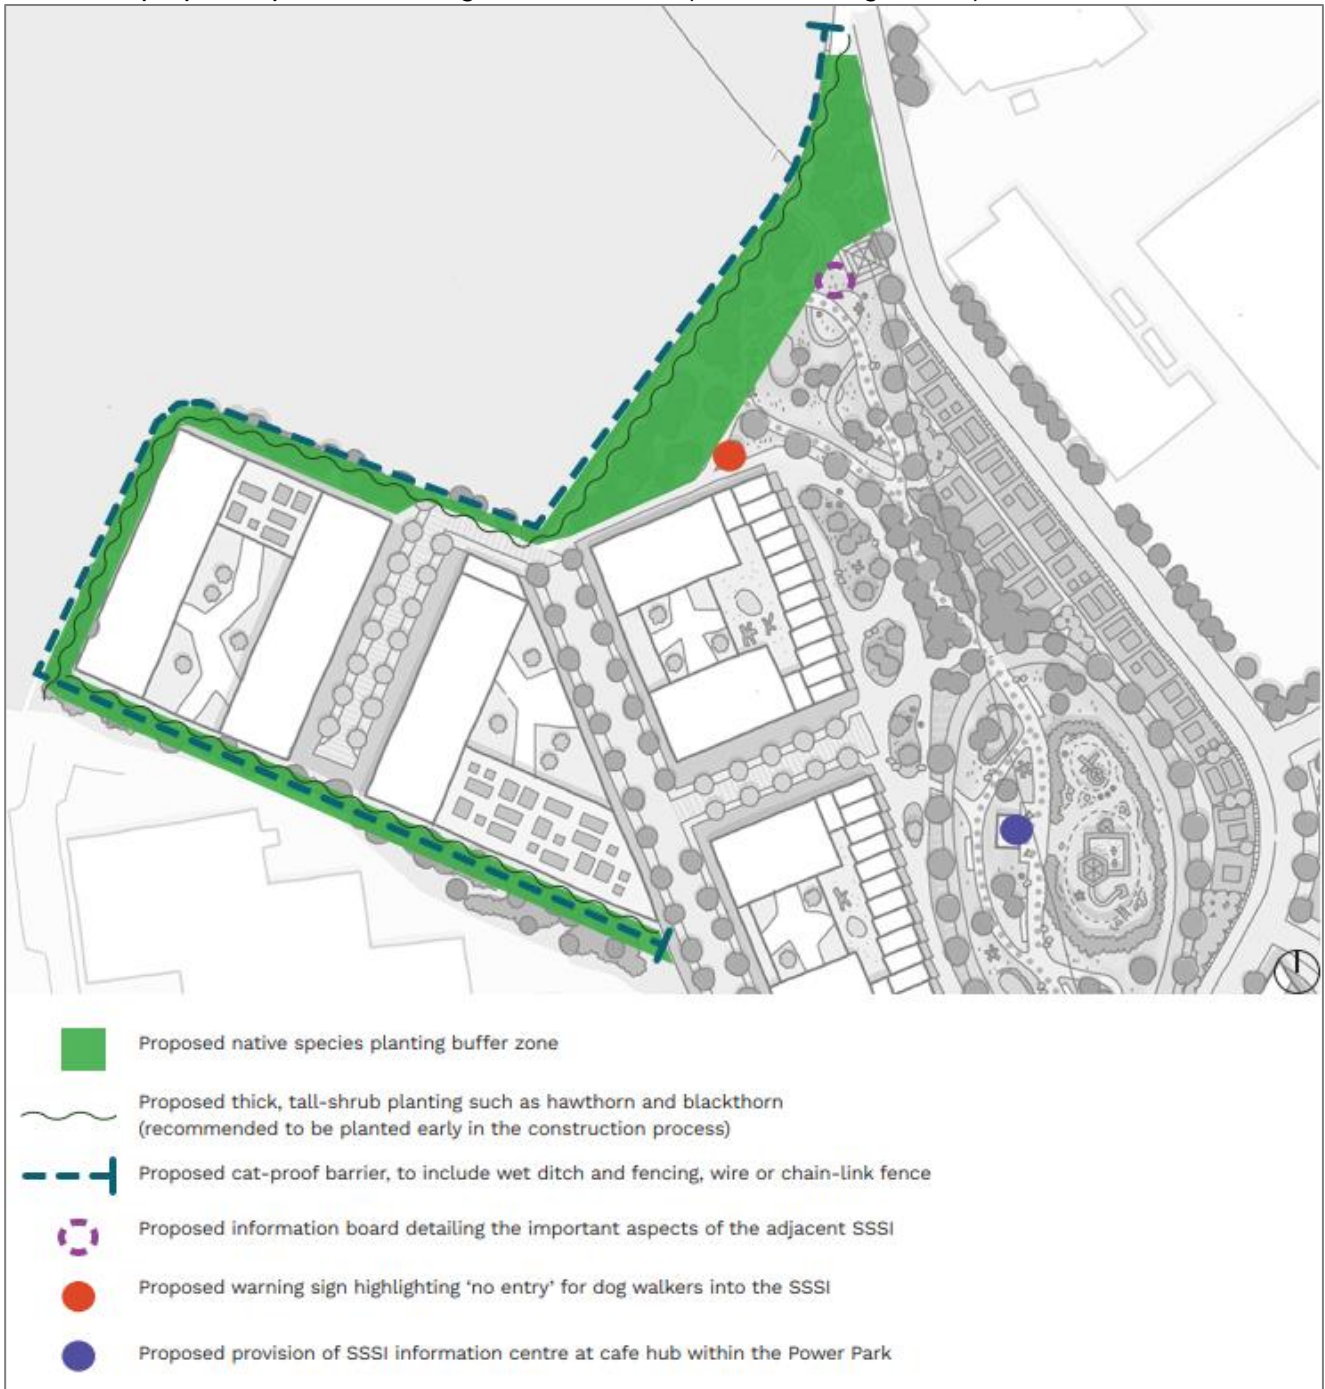 Proposed native species planting buffer zone
Proposed thick, tall-shrub planting such as hawthorn and blackthorn
(recommended to be planted early in the construction process)
Proposed cat-proof barrier, to include wet ditch and fencing, wire or chain-link fence
Proposed information board detailing the important aspects of the adjacent SSSI
Proposed warning sign highlighting ‘no entry’ for dog walkers into the SSSI
Proposed provision of SSSI information centre at cafe hub within the Power Park